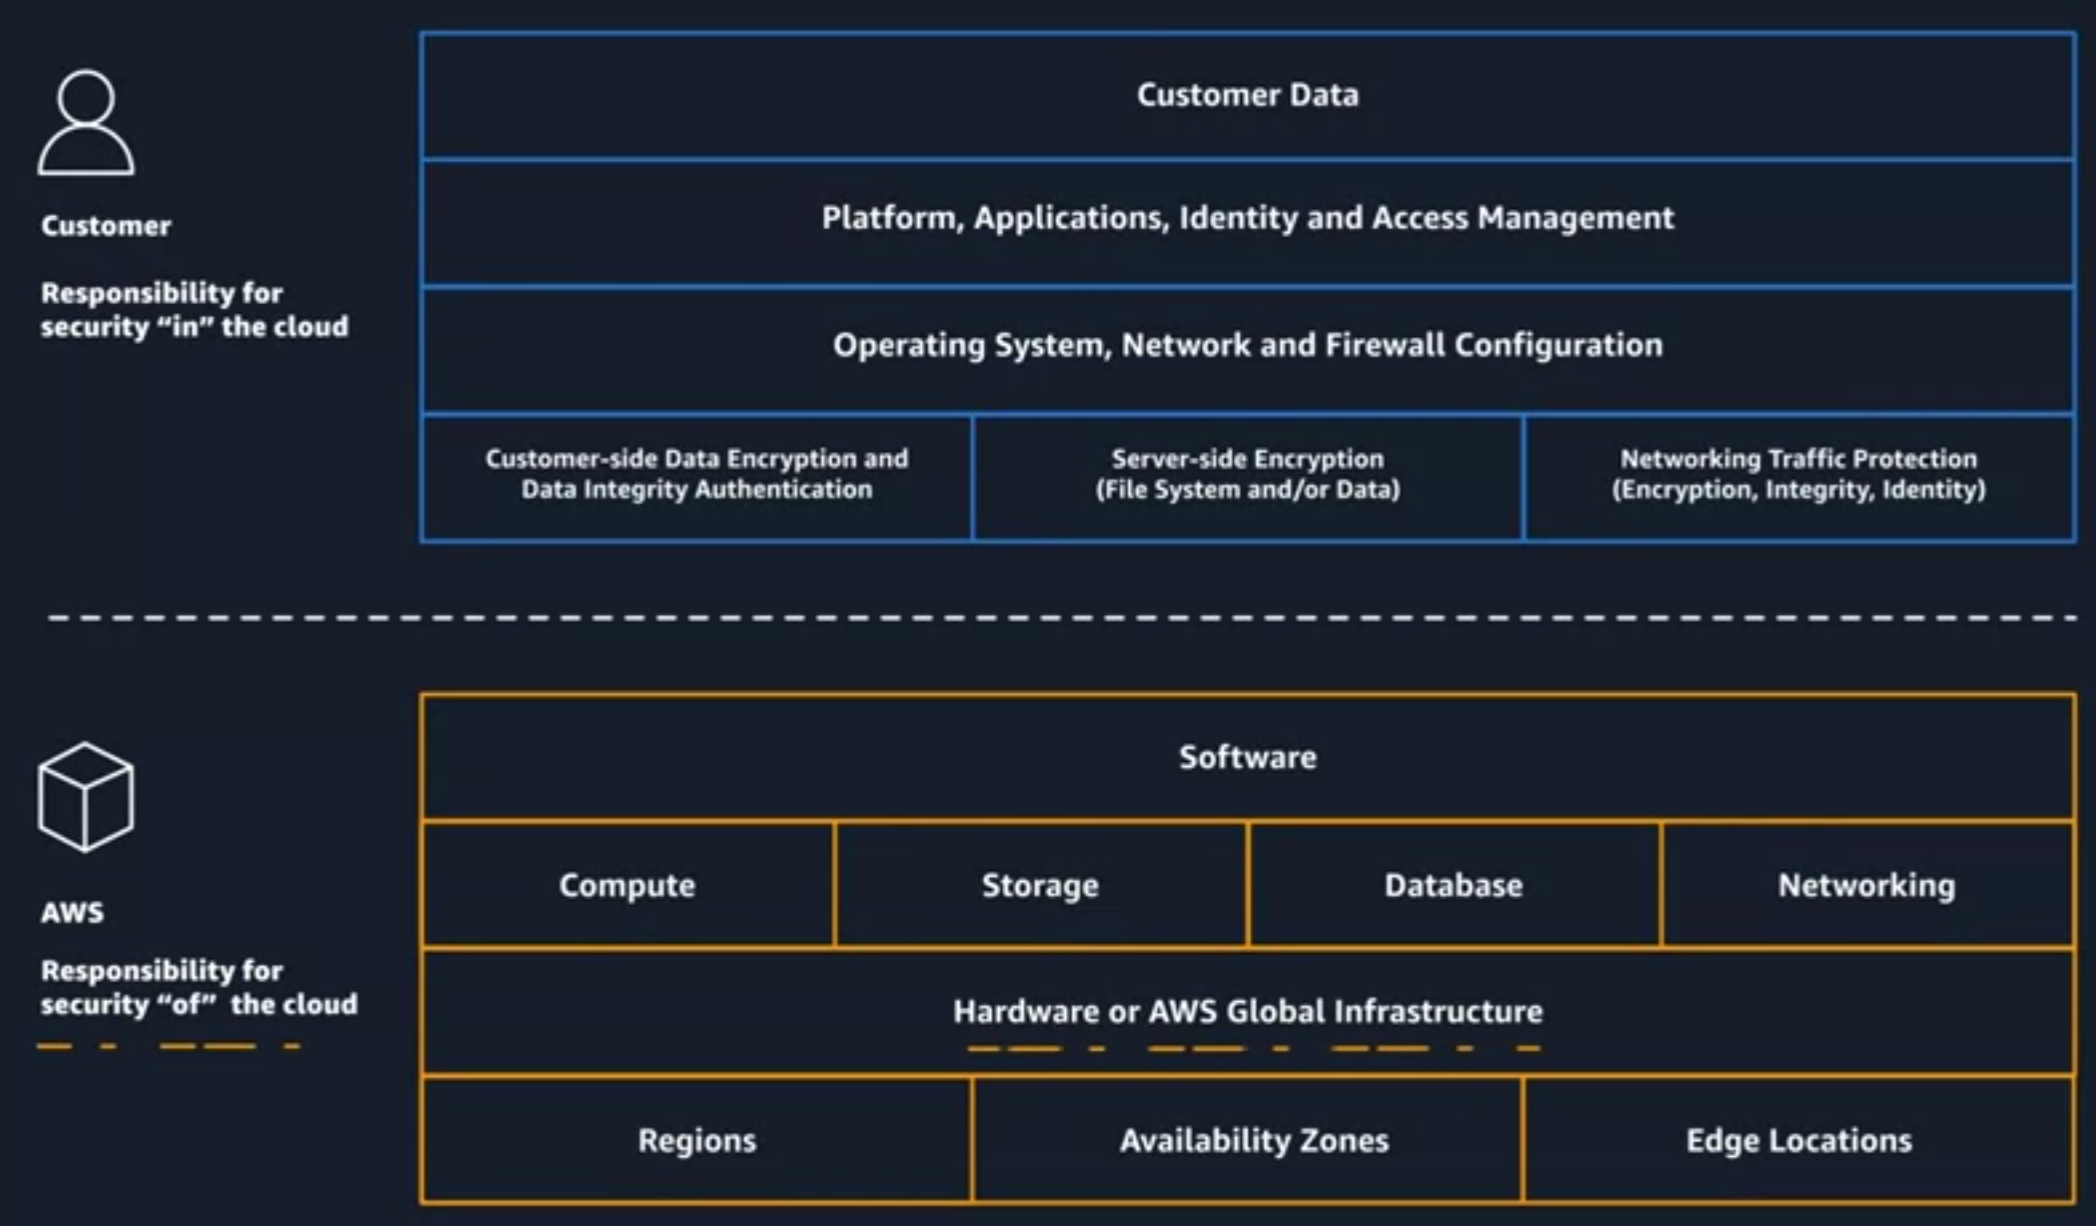 Customer
Responsibility for
security “in” the cloud
Customer Data
Platform, Applications, Identity and Access Management
Operating System, Network and Firewall Configuration
Customer-side Data Encryption and
Data Integrity Authentication
Server-side Encryption
(File System and/or Data)
Networking Traffic Protection
(Encryption, Integrity, Identity)
AWS
Responsibility for
security “of” the cloud
Software
Compute
Storage
Database
Networking
Hardware or AWS Global Infrastructure
Regions
Availability Zones
Edge Locations